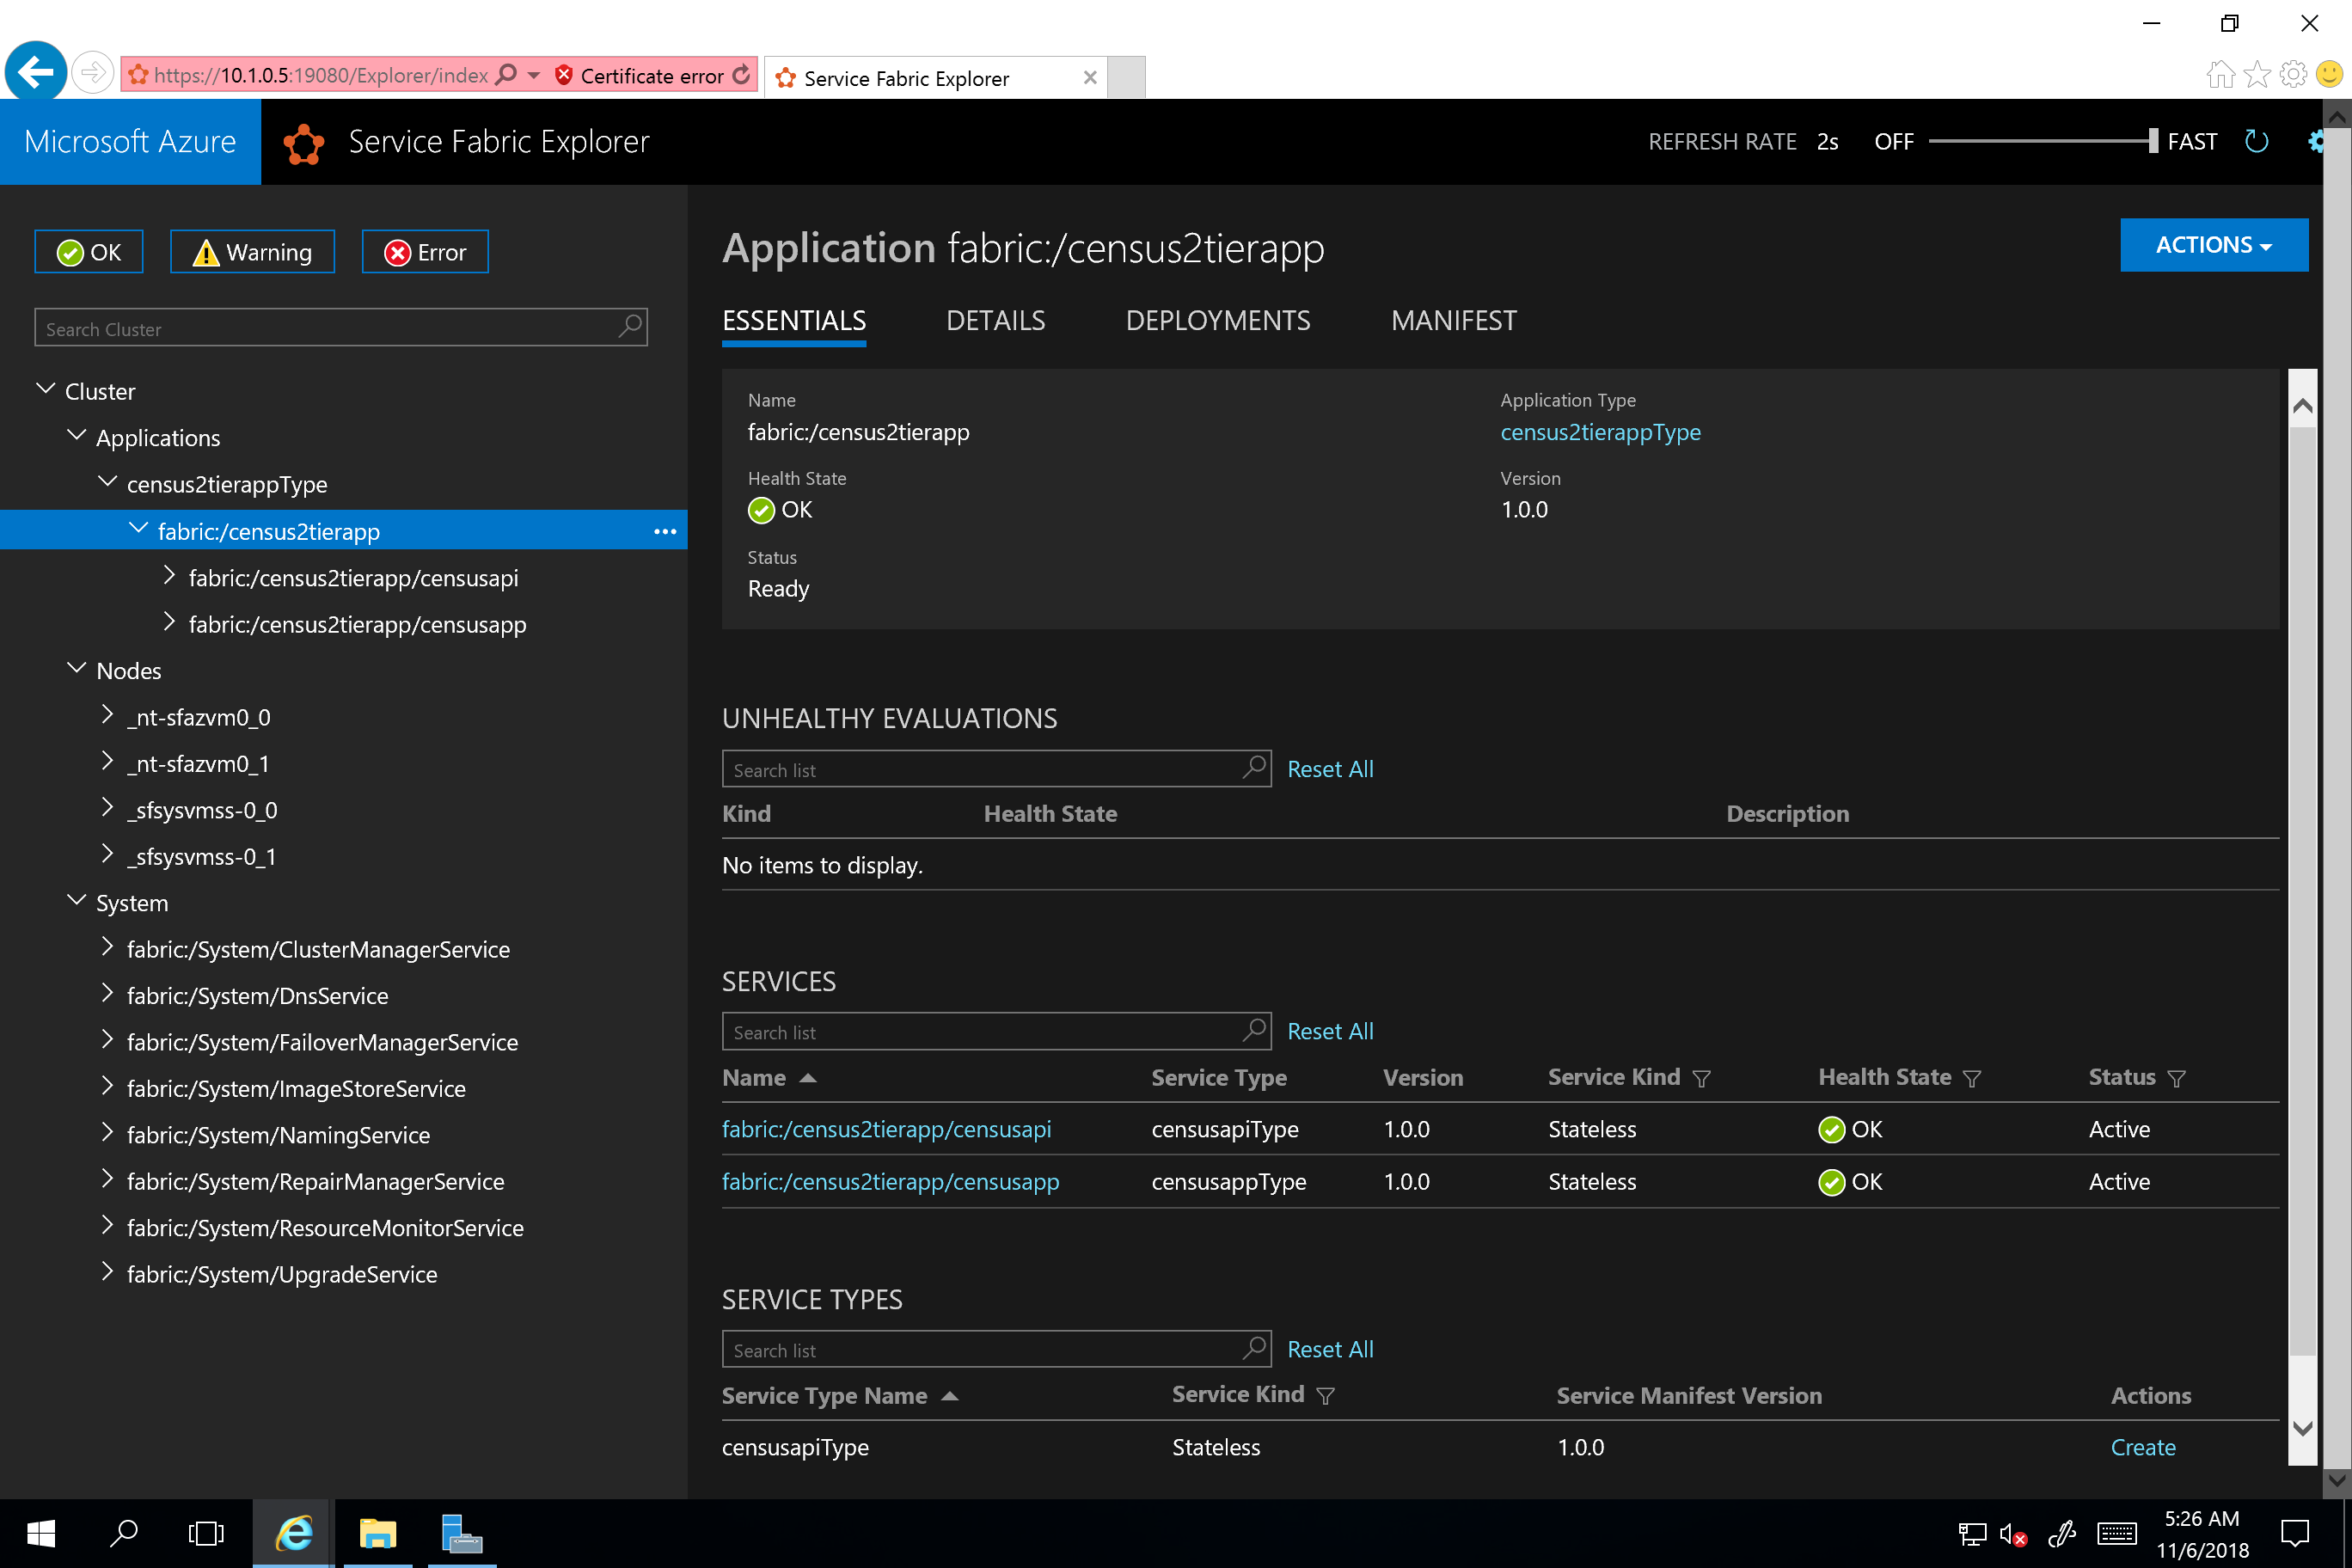 https://10.1.0.5:19080/Explorer/index Certificate error Service Fabric Explorer
Microsoft Azure Service Fabric Explorer REFRESH RATE 2s OFF FAST
OK Warning Error
Search Cluster
Cluster
Applications
census2tierappType
fabric:/census2tierapp
fabric:/census2tierapp/censusapi
fabric:/census2tierapp/censusapp
Nodes
_nt-sfazvm0_0
_nt-sfazvm0_1
_sfsysvmss-0_0
_sfsysvmss-0_1
System
fabric:/System/ClusterManagerService
fabric:/System/DnsService
fabric:/System/FailoverManagerService
fabric:/System/ImageStoreService
fabric:/System/NamingService
fabric:/System/RepairManagerService
fabric:/System/ResourceMonitorService
fabric:/System/UpgradeService
Application fabric:/census2tierapp ACTIONS
ESSENTIALS DETAILS DEPLOYMENTS MANIFEST
Name Application Type
fabric:/census2tierapp census2tierappType
Health State Version
OK 1.0.0
Status
Ready
UNHEALTHY EVALUATIONS
Search list Reset All
Kind Health State Description
No items to display.
SERVICES
Search list Reset All
Name Service Type Version Service Kind Health State Status
fabric:/census2tierapp/censusapi censusapiType 1.0.0 Stateless OK Active
fabric:/census2tierapp/censusapp censusappType 1.0.0 Stateless OK Active
SERVICE TYPES
Search list Reset All
Service Type Name Service Kind Service Manifest Version Actions
censusapiType Stateless 1.0.0 Create
5:26 AM
11/6/2018